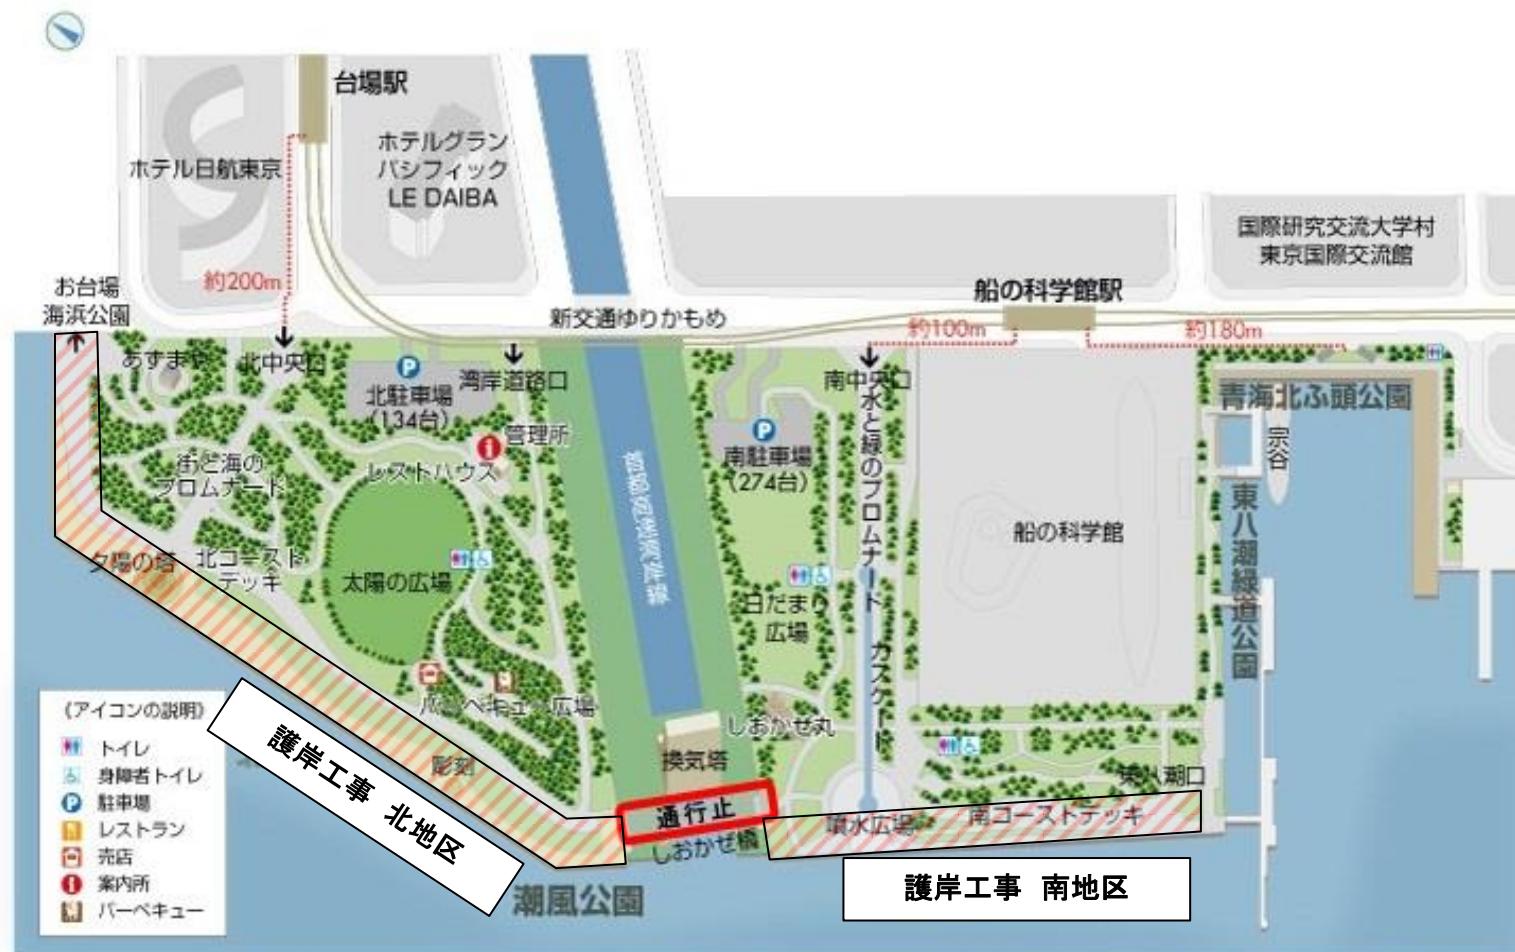 台場駅
ホテル日航東京
ホテルグラン
パシフィック
LE DAIBA
約200m
お台場
海浜公園
国際研究交流大学村
東京国際交流館
船の科学館駅
新交通ゆりかもめ
約100m
約180m
あずまや
北中央口
北駐車場
(134台)
湾岸道路口
管理所
レストハウス
街と海の
プロムナード
夕陽の塔
北コースト
デッキ
太陽の広場
バーベキュー広場
彫刻
南中央口
南駐車場
(274台)
水と緑のプロムナード
カスケード
日だまり
広場
しおかぜ丸
換気塔
通行止
しおかぜ橋
噴水広場
南コーストデッキ
東八潮口
船の科学館
青海北ふ頭公園
宗谷
東八潮緑道公園
護岸工事 北地区
護岸工事 南地区
潮風公園
《アイコンの説明》
トイレ
身障者トイレ
駐車場
レストラン
売店
案内所
バーベキュー